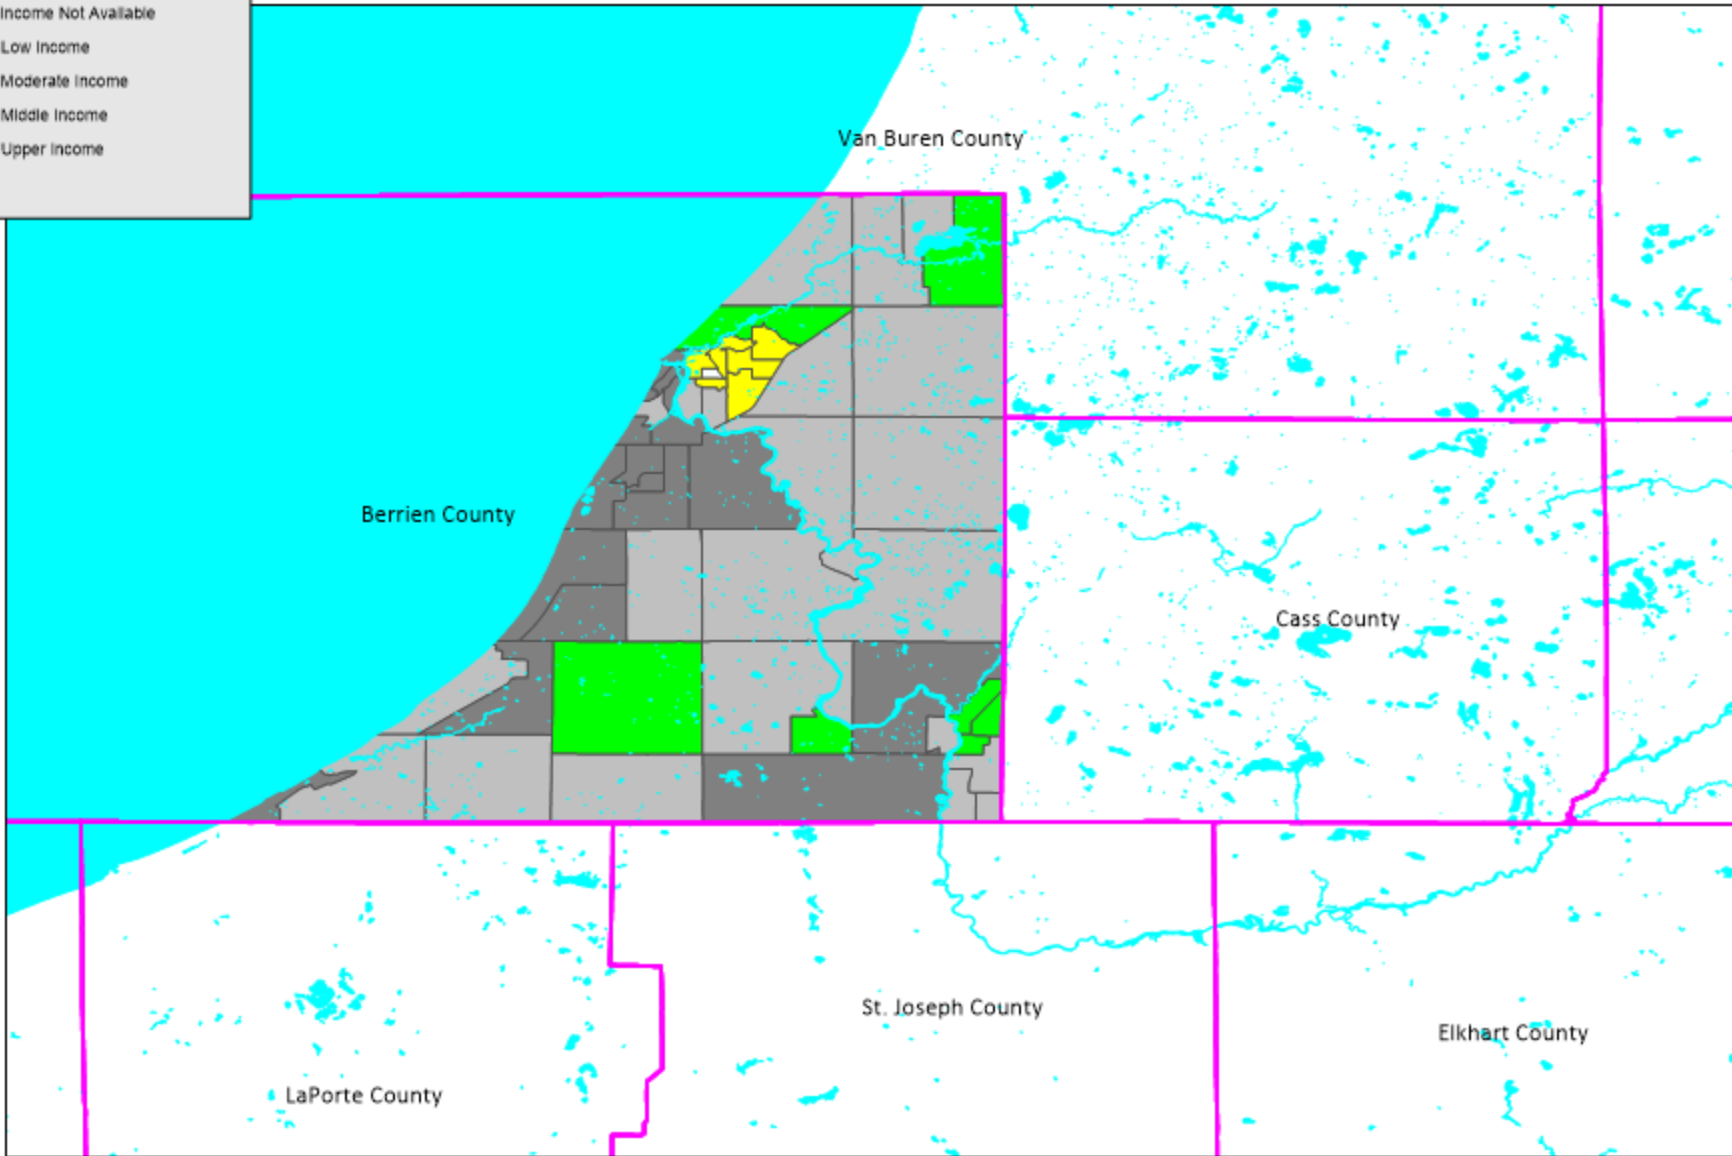 Income Not Available
Low Income
Moderate Income
Middle Income
Upper Income
Van Buren County
Berrien County
Cass County
St. Joseph County
Elkhart County
LaPorte County